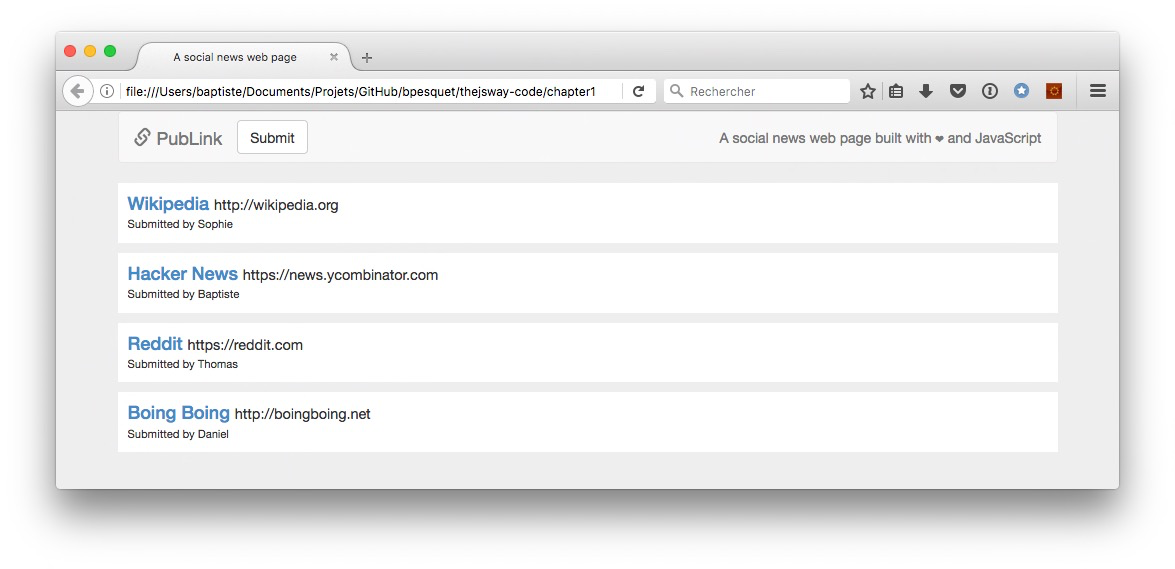 A social news web page
file:///Users/baptiste/Documents/Projets/GitHub/bpesquet/thejsway-code/chapter1
Rechercher
PubLink Submit A social news web page built with ❤ and JavaScript
Wikipedia http://wikipedia.org
Submitted by Sophie
Hacker News https://news.ycombinator.com
Submitted by Baptiste
Reddit https://reddit.com
Submitted by Thomas
Boing Boing http://boingboing.net
Submitted by Daniel